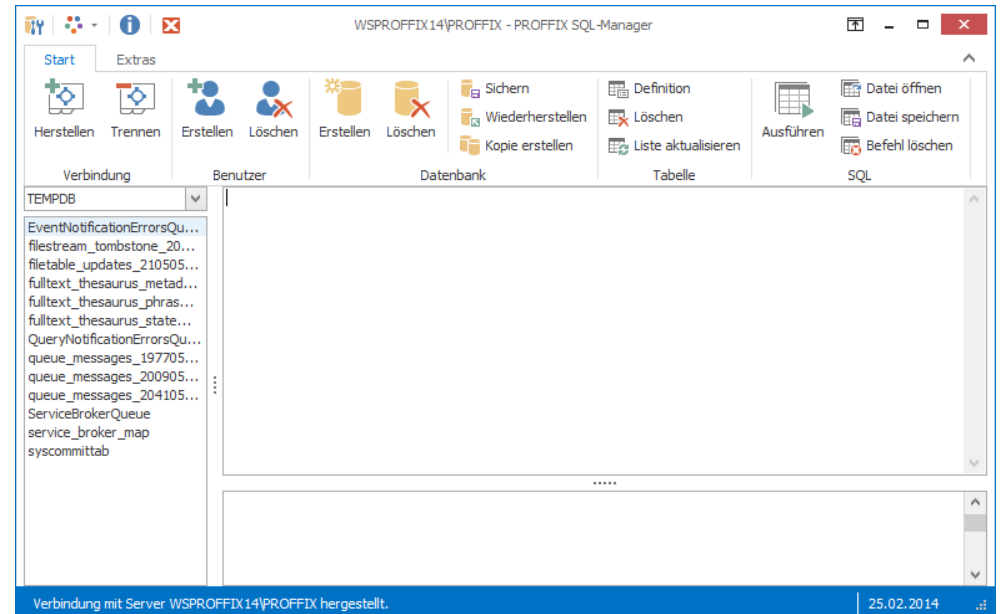 WSPROFFIX14\PROFFIX - PROFFIX SQL-Manager
Start Extras
Herstellen Trennen
Verbindung
Erstellen Löschen
Benutzer
Erstellen Löschen
Sichern
Wiederherstellen
Kopie erstellen
Datenbank
Definition
Löschen
Liste aktualisieren
Tabelle
Ausführen
Datei öffnen
Datei speichern
Befehl löschen
SQL
TEMPDB
EventNotificationErrorsQu...
filestream_tombstone_20...
filetable_updates_210505...
fulltext_thesaurus_metad...
fulltext_thesaurus_phras...
fulltext_thesaurus_state...
QueryNotificationErrorsQu...
queue_messages_197705...
queue_messages_200905...
queue_messages_204105...
ServiceBrokerQueue
service_broker_map
syscommittab
Verbindung mit Server WSPROFFIX14\PROFFIX hergestellt. 25.02.2014